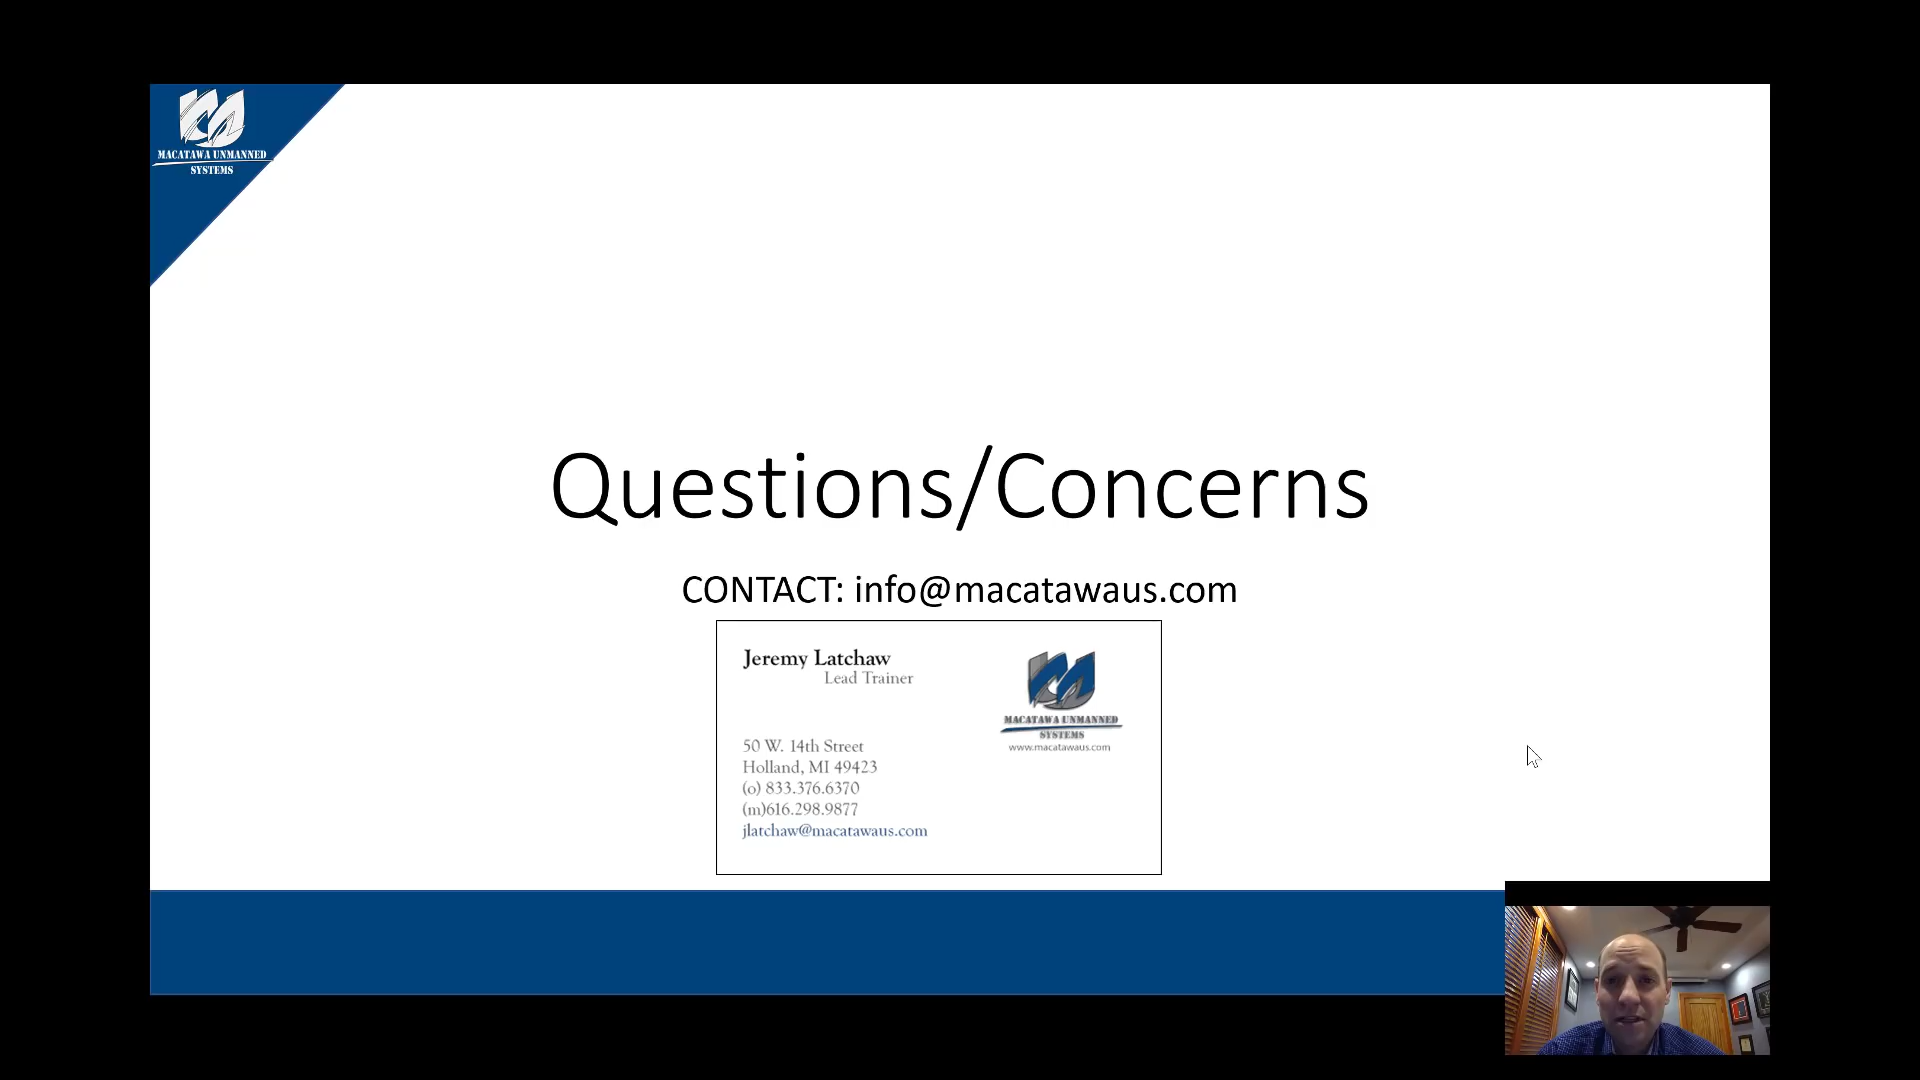 MACATAWA UNMANNED
SYSTEMS
Questions/Concerns
CONTACT: info@macatawaus.com
Jeremy Latchaw
Lead Trainer
MACATAWA UNMANNED
SYSTEMS
www.macatawaus.com
50 W. 14th Street
Holland, MI 49423
(o) 833.376.6370
(m)616.298.9877
jlatchaw@macatawaus.com